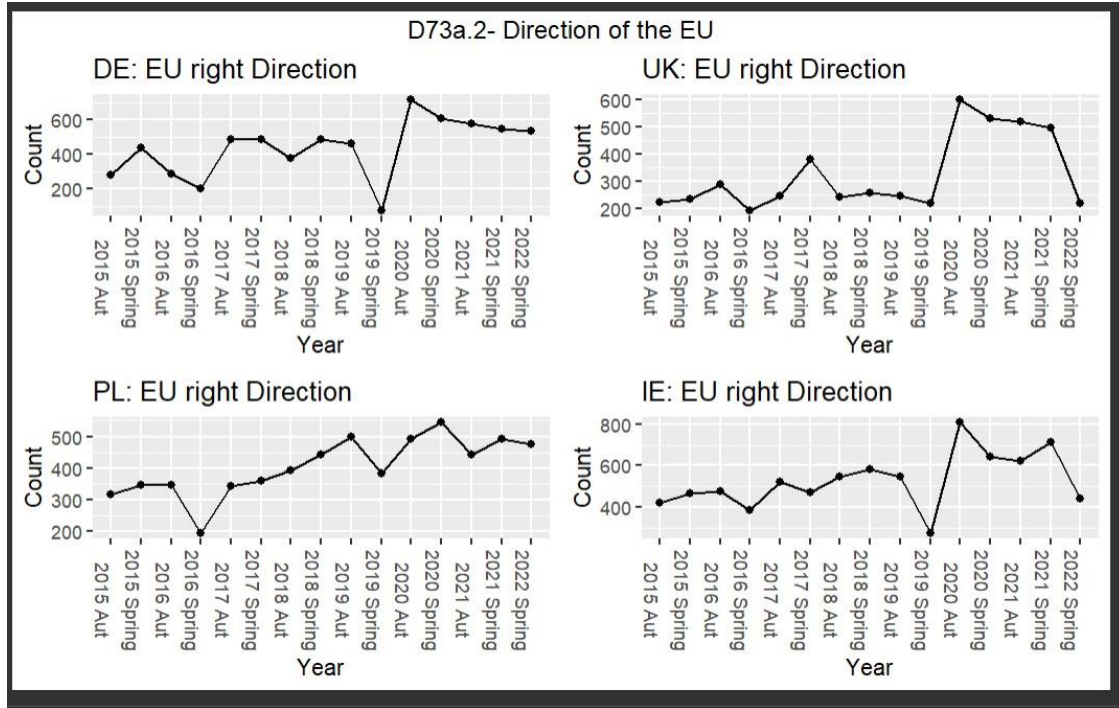 D73a.2- Direction of the EU
DE: EU right Direction
600
400
200
Count
2015 Aut
2015 Spring
2016 Aut
2016 Spring
2017 Aut
2017 Spring
2018 Aut
2018 Spring
2019 Aut
2019 Spring
2020 Aut
2020 Spring
2021 Aut
2021 Spring
2022 Spring
Year
UK: EU right Direction
600
500
400
300
200
Count
2015 Aut
2015 Spring
2016 Aut
2016 Spring
2017 Aut
2017 Spring
2018 Aut
2018 Spring
2019 Aut
2019 Spring
2020 Aut
2020 Spring
2021 Aut
2021 Spring
2022 Spring
Year
PL: EU right Direction
500
400
300
200
Count
2015 Aut
2015 Spring
2016 Aut
2016 Spring
2017 Aut
2017 Spring
2018 Aut
2018 Spring
2019 Aut
2019 Spring
2020 Aut
2020 Spring
2021 Aut
2021 Spring
2022 Spring
Year
IE: EU right Direction
800
600
400
Count
2015 Aut
2015 Spring
2016 Aut
2016 Spring
2017 Aut
2017 Spring
2018 Aut
2018 Spring
2019 Aut
2019 Spring
2020 Aut
2020 Spring
2021 Aut
2021 Spring
2022 Spring
Year